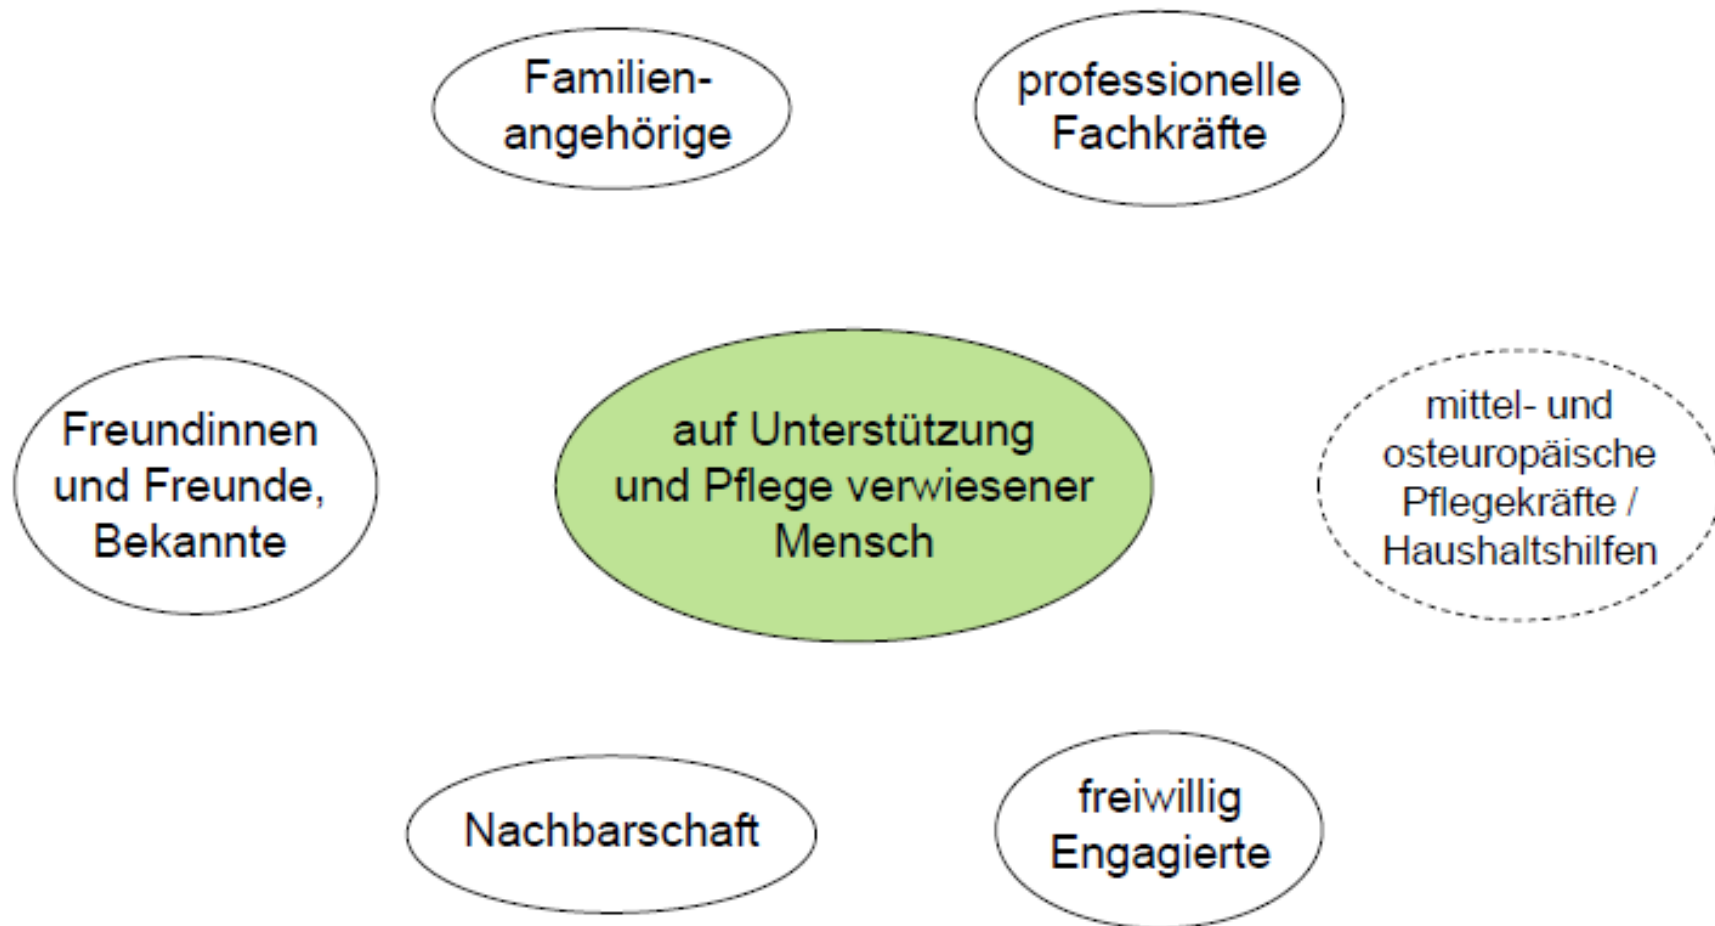 Familien-
angehörige
professionelle
Fachkräfte
Freundinnen
und Freunde,
Bekannte
auf Unterstützung
und Pflege verwiesener
Mensch
mittel- und
osteuropäische
Pflegekräfte /
Haushaltshilfen
Nachbarschaft
freiwillig
Engagierte